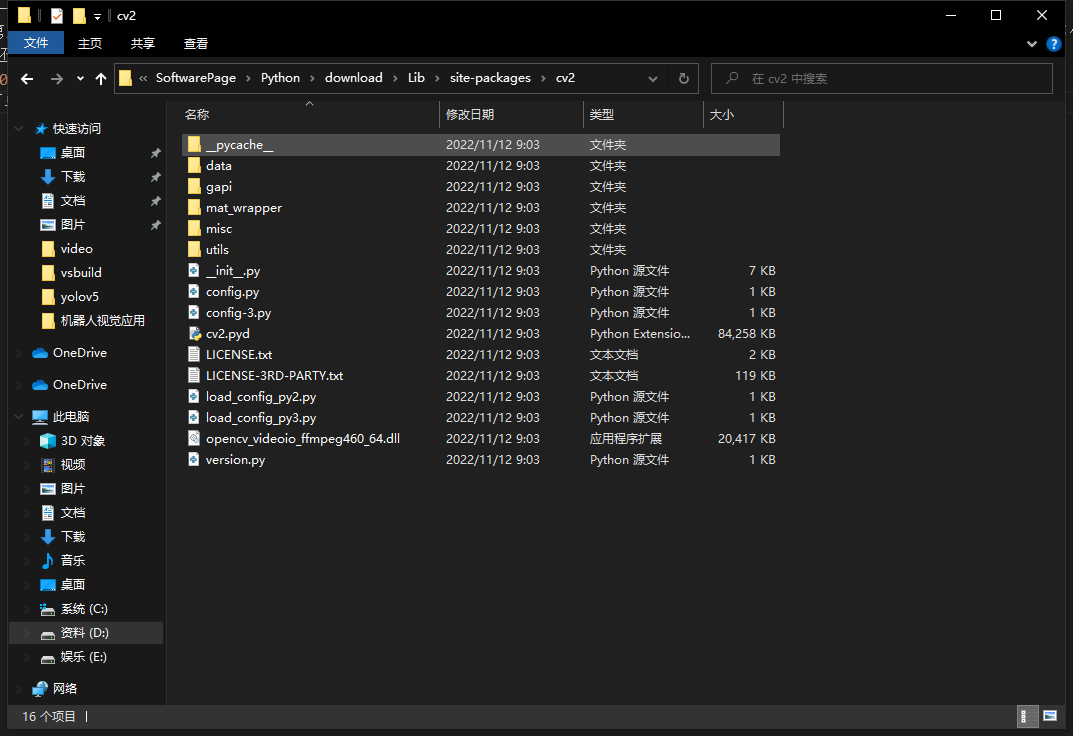 cv2
文件 主页 共享 查看
« SoftwarePage › Python › download › Lib › site-packages › cv2
在 cv2 中搜索
名称 修改日期 类型 大小
快速访问
桌面
下载
文档
图片
video
vsbuild
yolov5
机器人视觉应用
OneDrive
OneDrive
此电脑
3D 对象
视频
图片
文档
下载
音乐
桌面
系统 (C:)
资料 (D:)
娱乐 (E:)
网络
__pycache__ 2022/11/12 9:03 文件夹
data 2022/11/12 9:03 文件夹
gapi 2022/11/12 9:03 文件夹
mat_wrapper 2022/11/12 9:03 文件夹
misc 2022/11/12 9:03 文件夹
utils 2022/11/12 9:03 文件夹
__init__.py 2022/11/12 9:03 Python 源文件 7 KB
config.py 2022/11/12 9:03 Python 源文件 1 KB
config-3.py 2022/11/12 9:03 Python 源文件 1 KB
cv2.pyd 2022/11/12 9:03 Python Extensio... 84,258 KB
LICENSE.txt 2022/11/12 9:03 文本文档 2 KB
LICENSE-3RD-PARTY.txt 2022/11/12 9:03 文本文档 119 KB
load_config_py2.py 2022/11/12 9:03 Python 源文件 1 KB
load_config_py3.py 2022/11/12 9:03 Python 源文件 1 KB
opencv_videoio_ffmpeg460_64.dll 2022/11/12 9:03 应用程序扩展 20,417 KB
version.py 2022/11/12 9:03 Python 源文件 1 KB
16 个项目